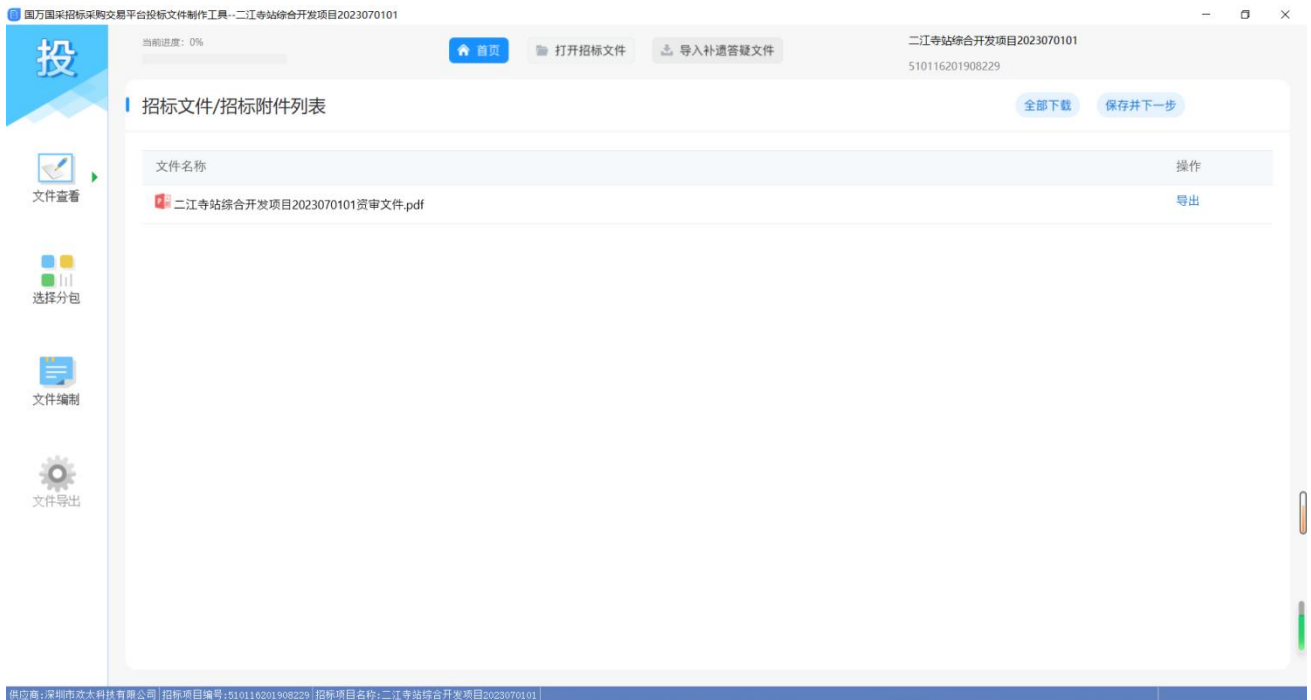 国万国采招标采购交易平台投标文件制作工具--二江寺站综合开发项目2023070101
投
当前进度: 0%
首页
打开招标文件
导入补遗答疑文件
二江寺站综合开发项目2023070101
510116201908229
招标文件/招标附件列表
全部下载
保存并下一步
文件名称
操作
二江寺站综合开发项目2023070101资审文件.pdf
导出
文件查看
选择分包
文件编制
文件导出
供应商:深圳市欢太科技有限公司 招标项目编号:510116201908229 招标项目名称:二江寺站综合开发项目2023070101